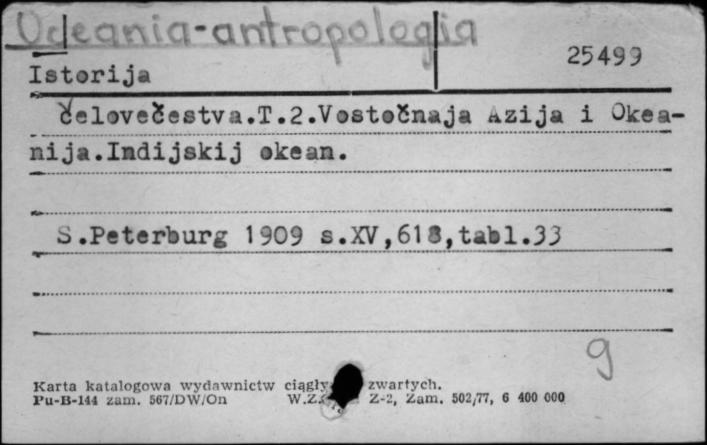 Oceania-antropologia
25499
Istorija
čelovečestva.T.2.Vostočnaja Azija i Okea-
nija.Indijskij okean.
S.Peterburg 1909 s.XV,618,tabl.33
9
Karta katalogowa wydawnictw ciągły zwartych.
Pu-B-144 zam. 567/DW/On W.Z. Z-2, Zam. 502/77, 6 400 000